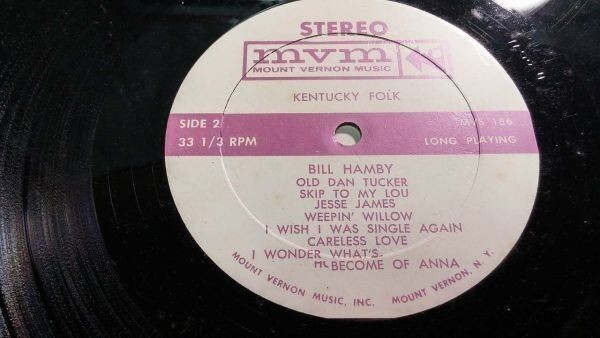 STEREO
mvm
MOUNT VERNON MUSIC
KENTUCKY FOLK
SIDE 2
186
33 1/3 RPM
LONG PLAYING
BILL HAMBY
OLD DAN TUCKER
SKIP TO MY LOU
JESSE JAMES
WEEPIN' WILLOW
I WISH I WAS SINGLE AGAIN
CARELESS LOVE
I WONDER WHAT'S
BECOME OF ANNA
MOUNT VERNON MUSIC, INC. MOUNT VERNON, N. Y.